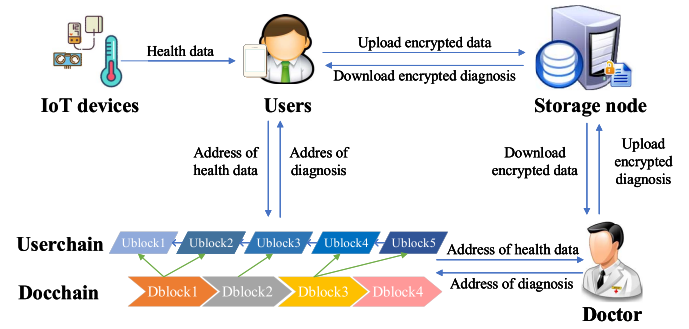 Health data
Upload encrypted data
Download encrypted diagnosis
IoT devices
Users
Storage node
Address of
health data
Addres of
diagnosis
Download
encrypted data
Upload
encrypted
diagnosis
Userchain
Ublock1
Ublock2
Ublock3
Ublock4
Ublock5
Address of health data
Address of diagnosis
Docchain
Dblock1
Dblock2
Dblock3
Dblock4
Doctor